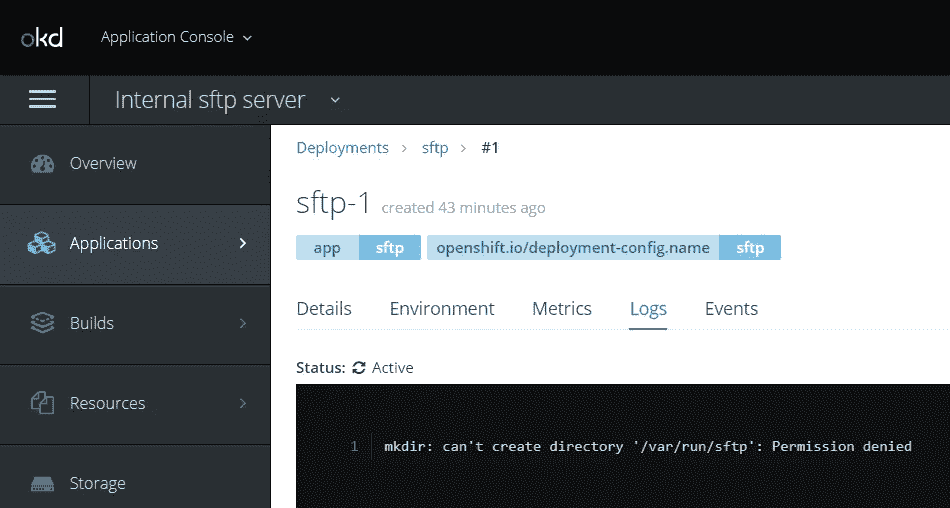 okd Application Console
Internal sftp server
Overview
Applications
Builds
Resources
Storage
Deployments > sftp > #1
sftp-1 created 43 minutes ago
app sftp openshift.io/deployment-config.name sftp
Details Environment Metrics Logs Events
Status: Active
1 mkdir: can't create directory '/var/run/sftp': Permission denied